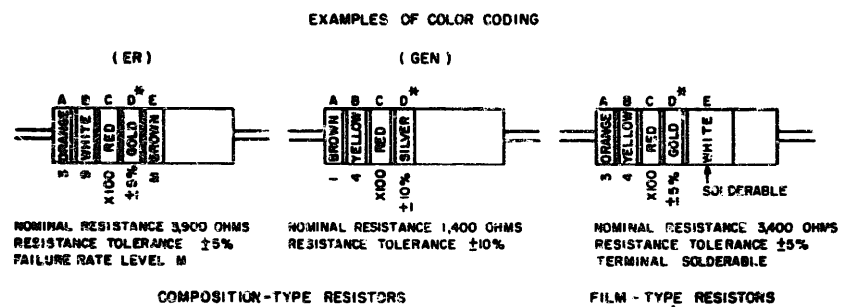 EXAMPLES OF COLOR CODING
(ER)
(GEN)
A B C D* E
ORANGE WHITE RED GOLD BROWN
3 9 X100 ±5% M
A B C D*
BROWN YELLOW RED SILVER
1 4 X100 ±10% ±1
A B C D* E
ORANGE YELLOW RED GOLD WHITE
3 4 X100 ±5%
SOLDERABLE
NOMINAL RESISTANCE 3,900 OHMS
RESISTANCE TOLERANCE ±5%
FAILURE RATE LEVEL M
NOMINAL RESISTANCE 1,400 OHMS
RESISTANCE TOLERANCE ±10%
NOMINAL RESISTANCE 3,400 OHMS
RESISTANCE TOLERANCE ±5%
TERMINAL SOLDERABLE
COMPOSITION-TYPE RESISTORS
FILM - TYPE RESISTORS